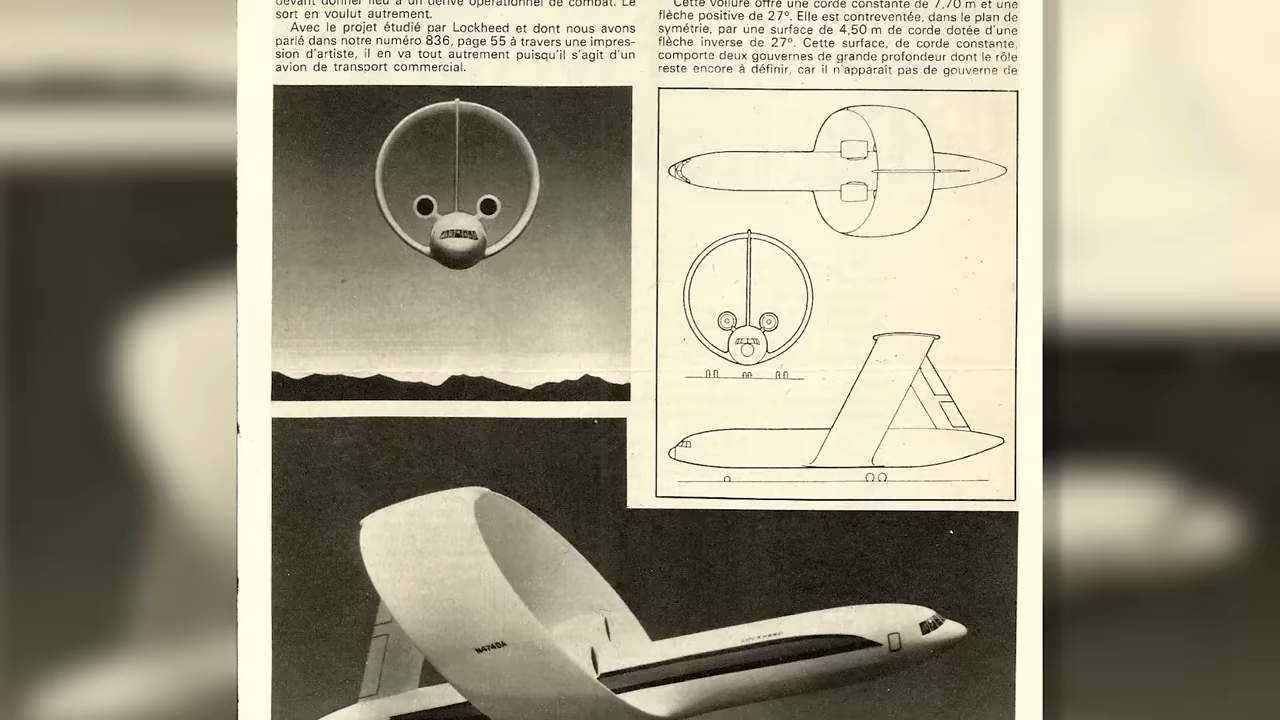 devant donner lieu à un dérivé opérationnel de combat. Le
sort en voulut autrement.
Avec le projet étudié par Lockheed et dont nous avons
parlé dans notre numéro 836, page 55 à travers une impres-
sion d'artiste, il en va tout autrement puisqu'il s'agit d'un
avion de transport commercial.
Cette voilure offre une corde constante de 7,70 m et une
flèche positive de 27°. Elle est contreventée, dans le plan de
symétrie, par une surface de 4,50 m de corde dotée d'une
flèche inverse de 27°. Cette surface, de corde constante,
comporte deux gouvernes de grande profondeur dont le rôle
reste encore à définir, car il n'apparaît pas de gouverne de
N474DA